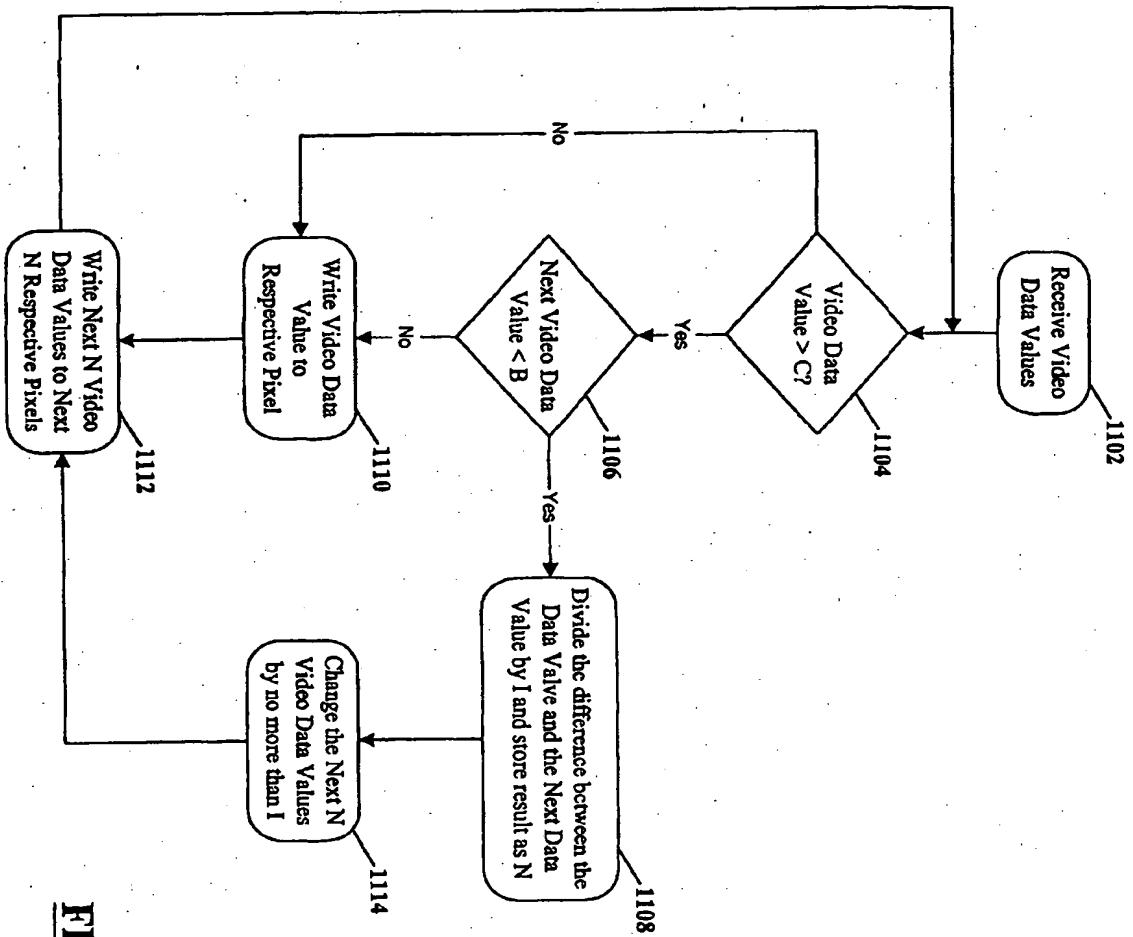 Receive Video
Data Values
1102
Video Data
Value > C?
1104
No
Yes
Next Video Data
Value < B
1106
No
Yes
Divide the difference between the
Data Valve and the Next Data
Value by I and store result as N
1108
Write Video Data
Value to
Respective Pixel
1110
Change the Next N
Video Data Values
by no more than I
1114
Write Next N Video
Data Values to Next
N Respective Pixels
1112